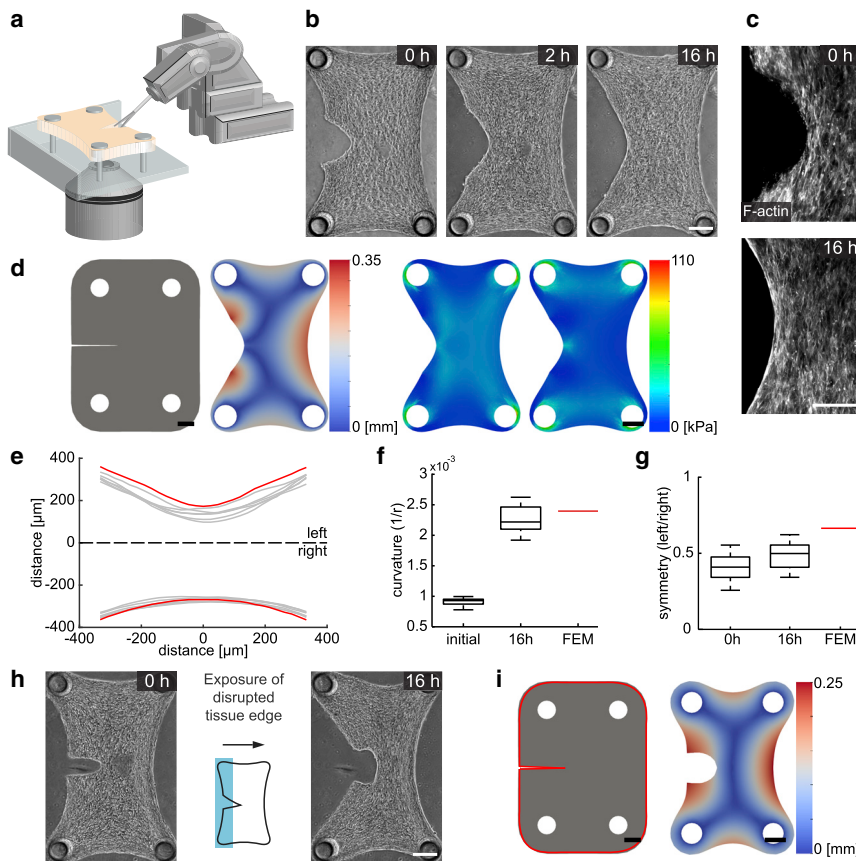 a
b
0 h
2 h
16 h
c
0 h
F-actin
16 h
d
0.35
0 [mm]
110
0 [kPa]
e
distance [µm]
400
200
0
-200
-400
left
right
-400
-200
0
200
400
distance [µm]
f
×10⁻³
curvature (1/r)
3
2.5
2
1.5
1
0.5
initial
16h
FEM
g
symmetry (left/right)
1
0.5
0
0h
16h
FEM
h
0 h
Exposure of
disrupted
tissue edge
16 h
i
0.25
0 [mm]